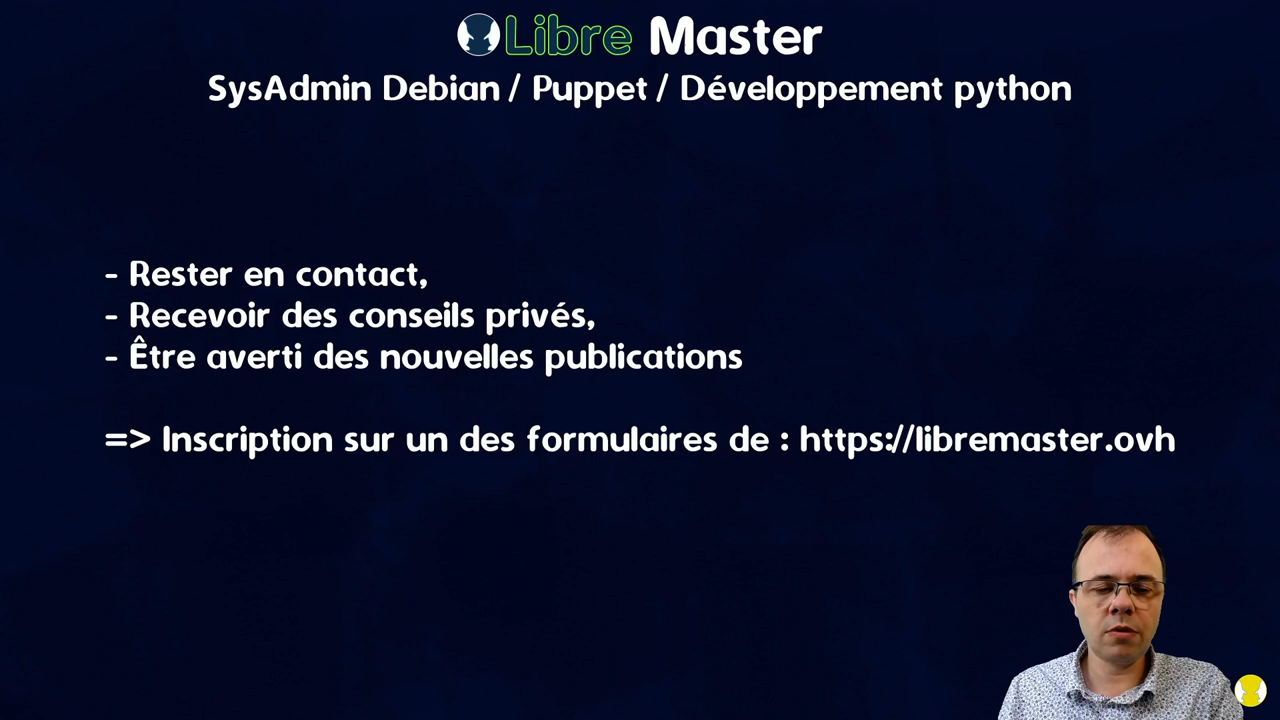 Libre Master
SysAdmin Debian / Puppet / Développement python
- Rester en contact,
- Recevoir des conseils privés,
- Être averti des nouvelles publications
=> Inscription sur un des formulaires de : https://libremaster.ovh